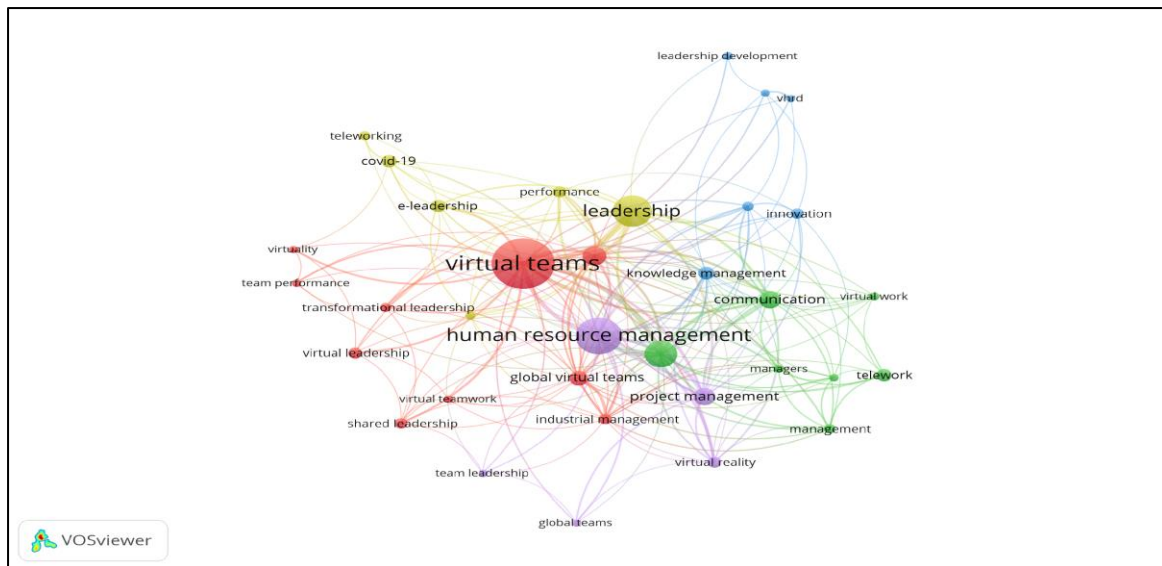 leadership development
vhrd
teleworking
covid-19
performance
e-leadership
leadership
innovation
virtuality
virtual teams
team performance
knowledge management
communication
virtual work
transformational leadership
human resource management
virtual leadership
managers
telework
global virtual teams
project management
virtual teamwork
shared leadership
industrial management
management
team leadership
virtual reality
global teams
VOSviewer